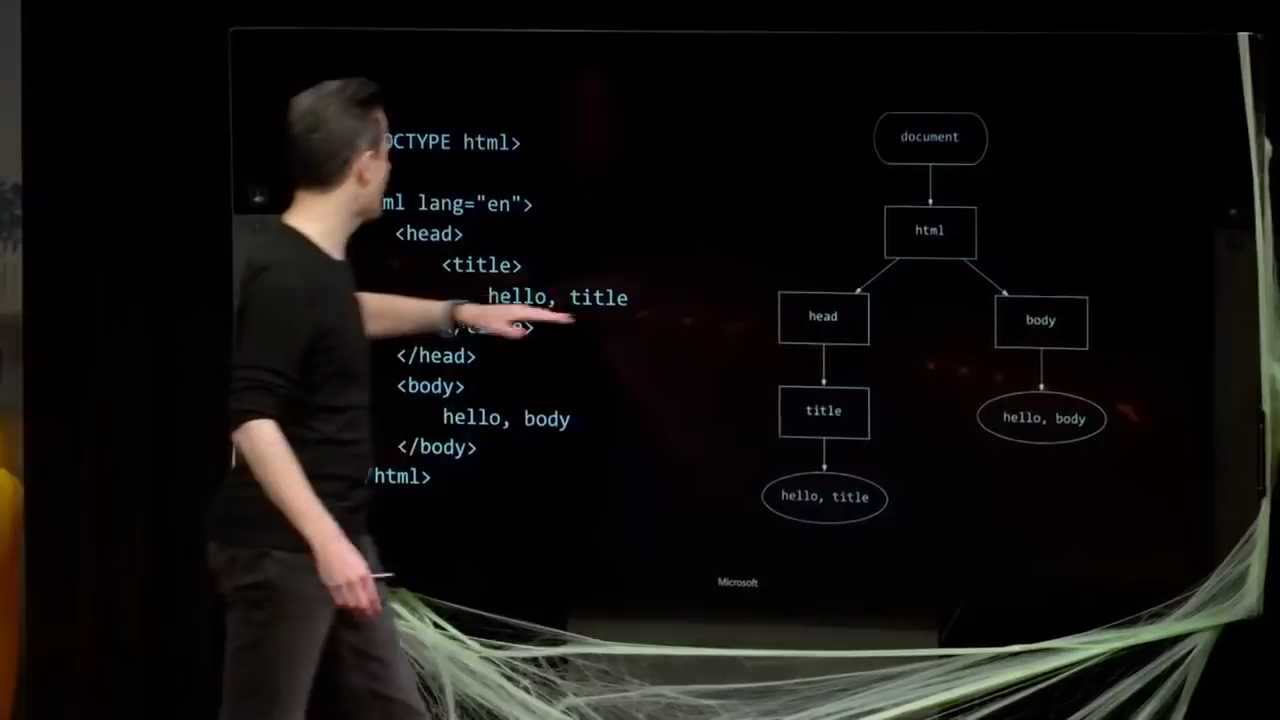 OCTYPE html>
ml lang="en">
<head>
<title>
hello, title
</head>
<body>
hello, body
</body>
/html>
document
html
head
body
title
hello, body
hello, title
Microsoft